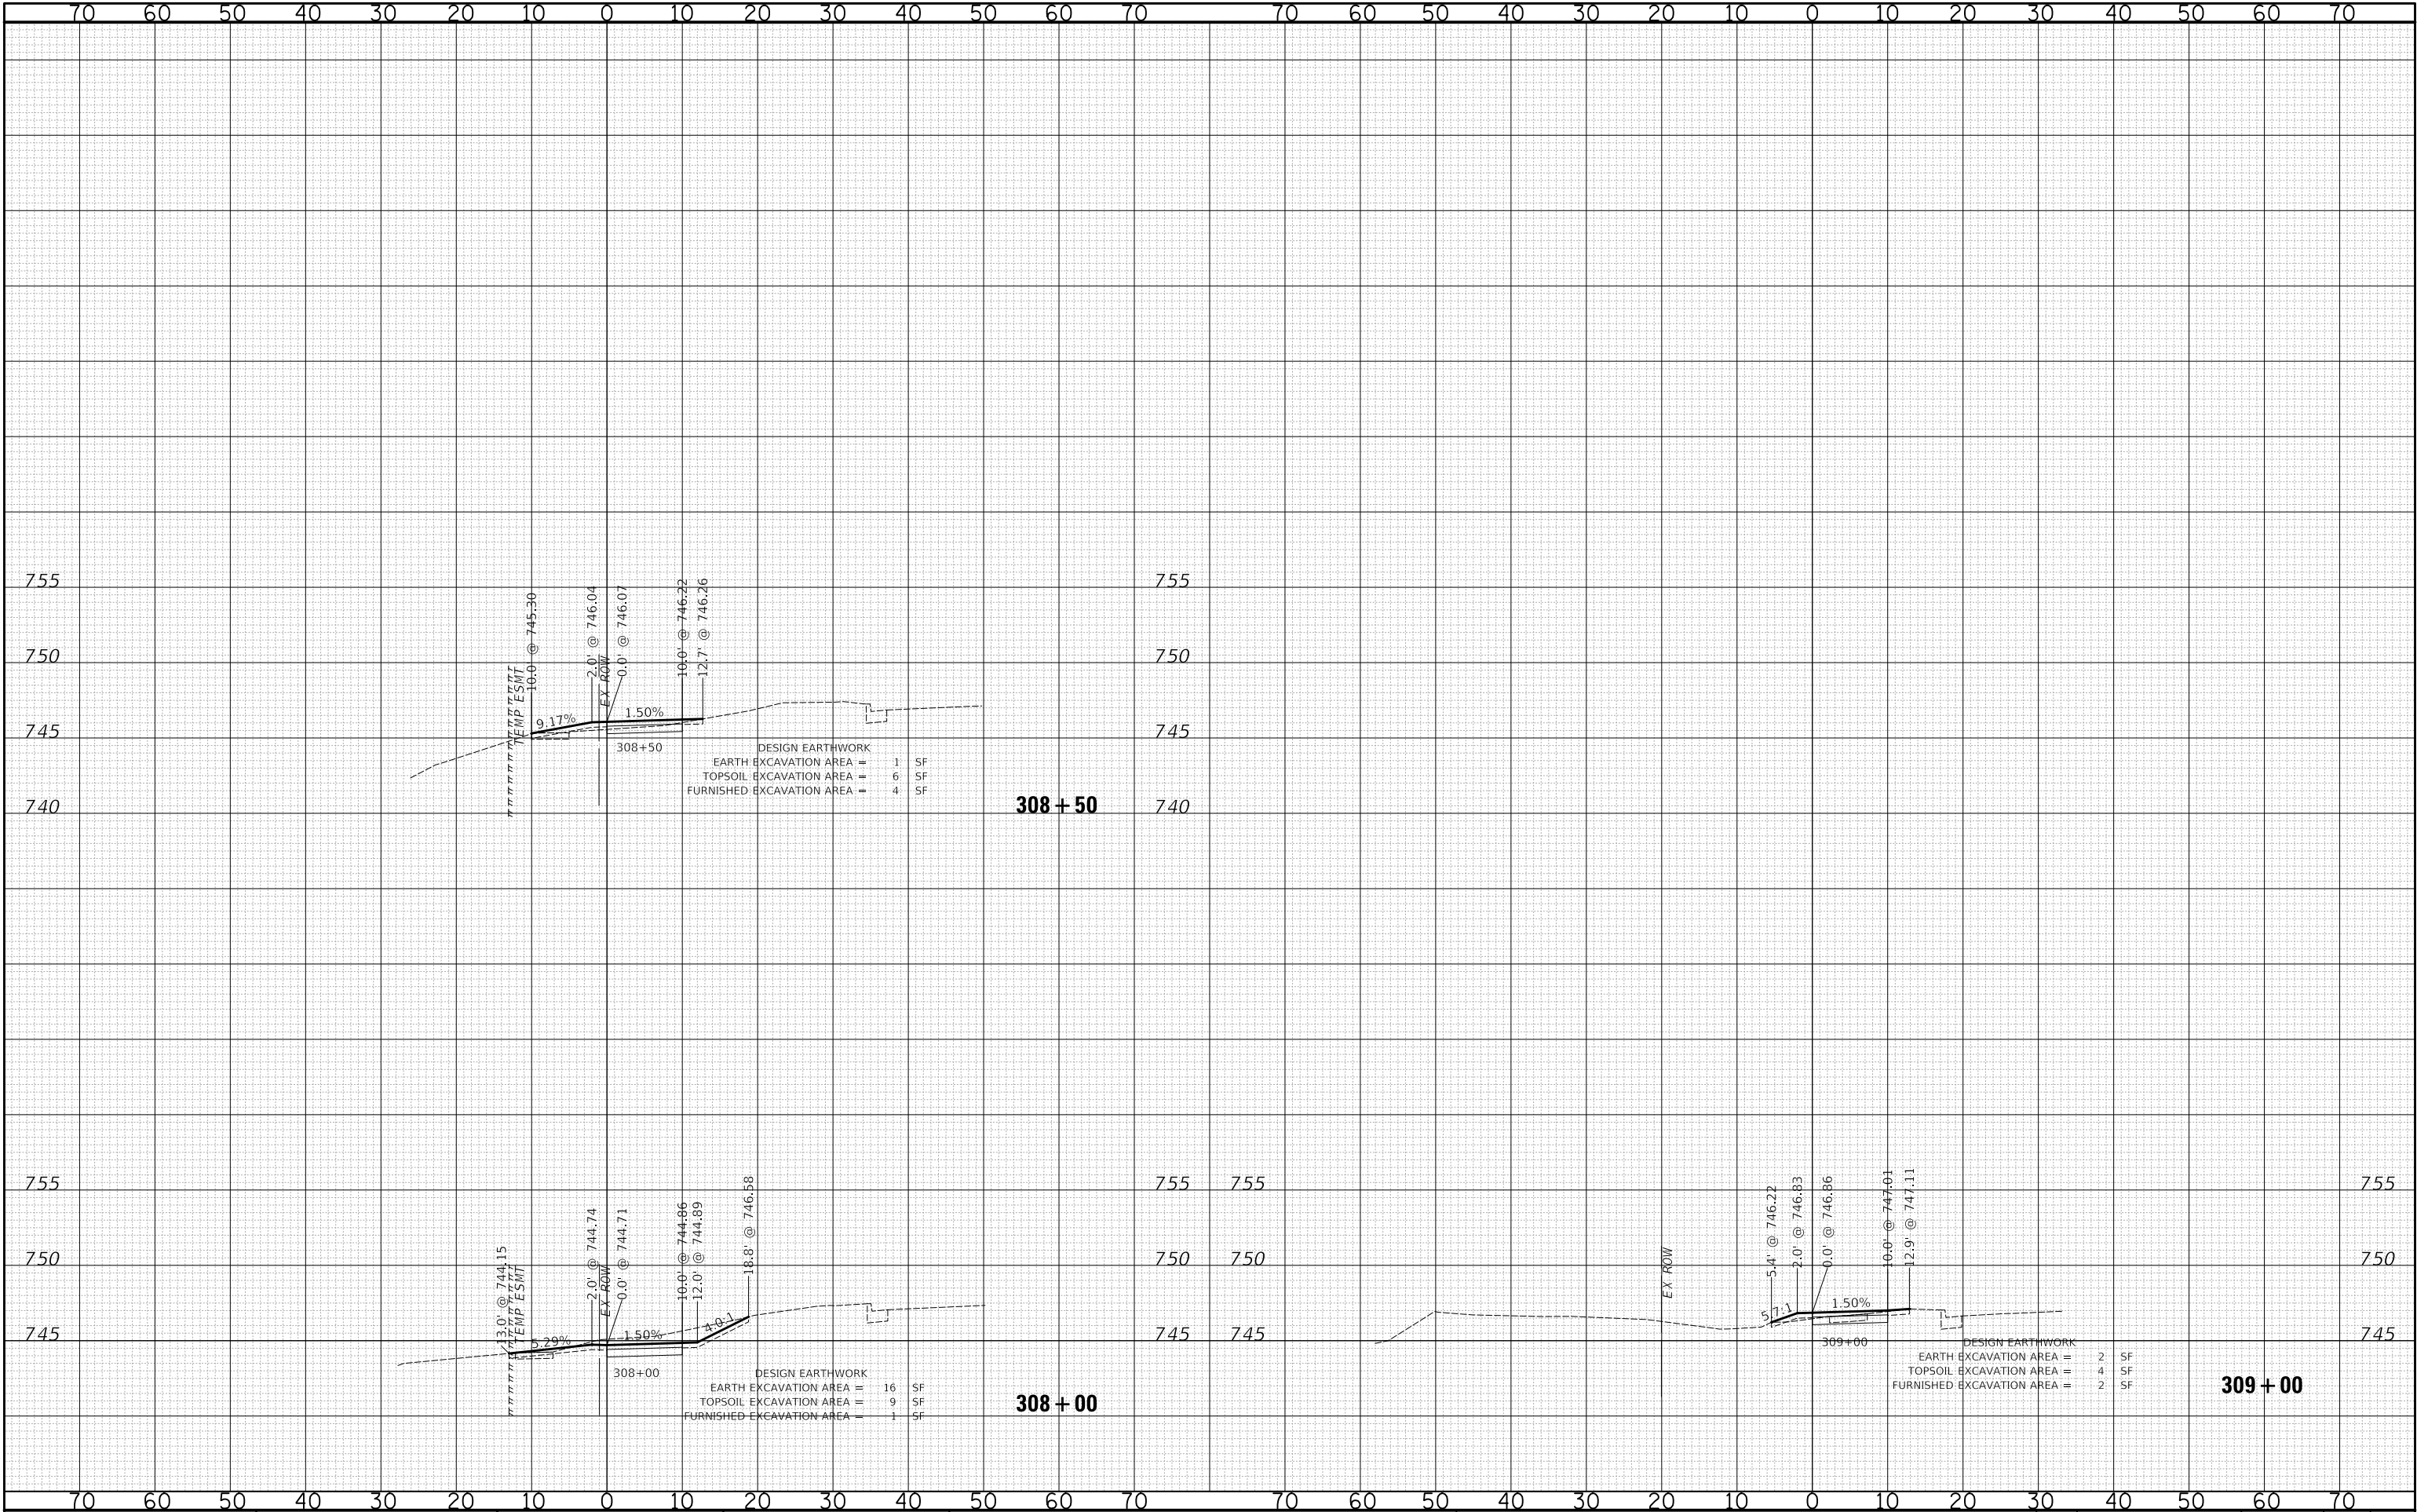 70 60 50 40 30 20 10 0 10 20 30 40 50 60 70 70 60 50 40 30 20 10 0 10 20 30 40 50 60 70
755 755
10.0' @ 745.30
2.0' @ 746.04
0.0' @ 746.07
10.0' @ 746.22
12.7' @ 746.26
750 750
TEMP ESMT
EX ROW
9.17% 1.50%
745 745
308+50
DESIGN EARTHWORK
EARTH EXCAVATION AREA = 1 SF
TOPSOIL EXCAVATION AREA = 6 SF
FURNISHED EXCAVATION AREA = 4 SF
740 308+50 740
755 755
13.0' @ 744.15
2.0' @ 744.74
0.0' @ 744.71
10.0' @ 744.86
12.0' @ 744.89
18.8' @ 746.58
750 750
TEMP ESMT
EX ROW
5.29% 1.50% 4.0:1
745 745
308+00
DESIGN EARTHWORK
EARTH EXCAVATION AREA = 16 SF
TOPSOIL EXCAVATION AREA = 9 SF
FURNISHED EXCAVATION AREA = 1 SF
308+00
755 755
5.4' @ 746.22
2.0' @ 746.83
0.0' @ 746.86
10.0' @ 747.01
12.9' @ 747.11
750
EX ROW
5.7:1 1.50%
745 745
309+00
DESIGN EARTHWORK
EARTH EXCAVATION AREA = 2 SF
TOPSOIL EXCAVATION AREA = 4 SF
FURNISHED EXCAVATION AREA = 2 SF
309+00
70 60 50 40 30 20 10 0 10 20 30 40 50 60 70 70 60 50 40 30 20 10 0 10 20 30 40 50 60 70